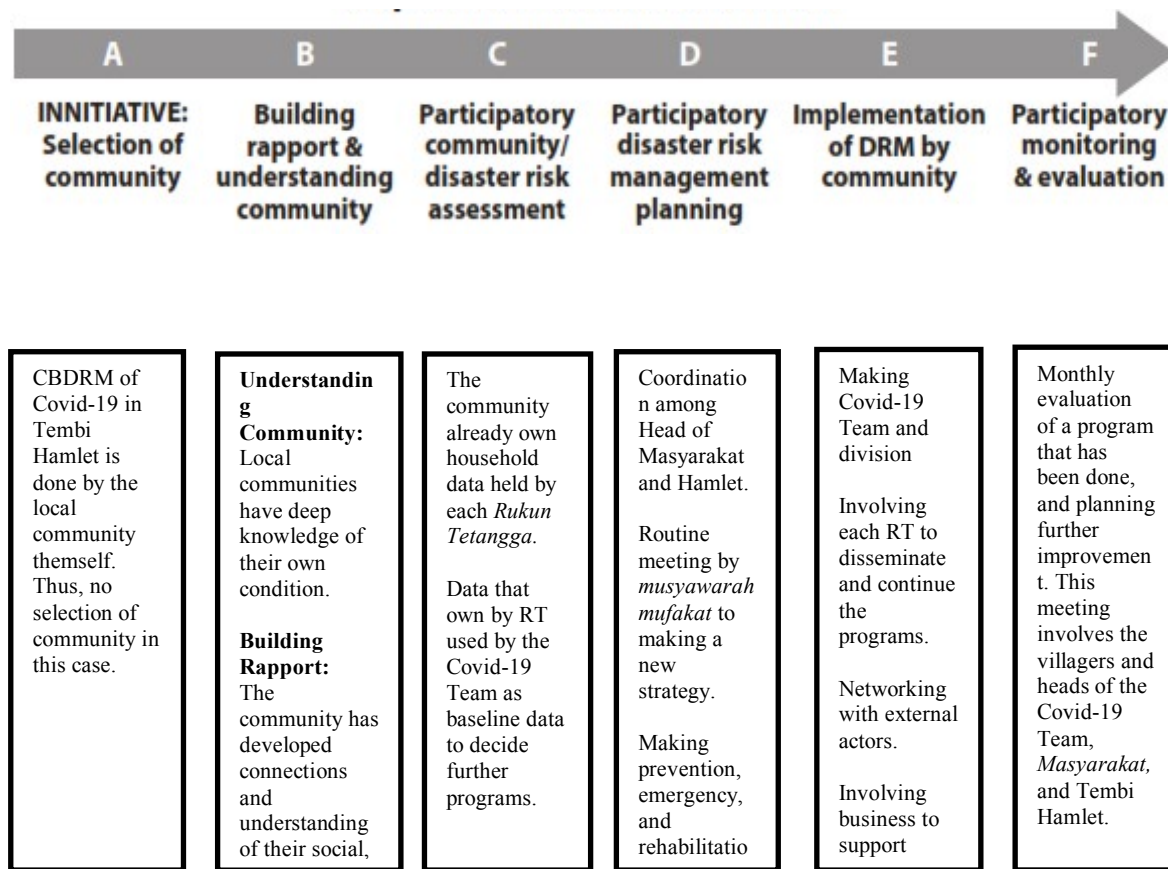 A
B
C
D
E
F
INNITIATIVE:
Selection of
community
Building
rapport &
understanding
community
Participatory
community/
disaster risk
assessment
Participatory
disaster risk
management
planning
Implementation
of DRM by
community
Participatory
monitoring
& evaluation
CBDRM of
Covid-19 in
Tembi
Hamlet is
done by the
local
community
themself.
Thus, no
selection of
community in
this case.
Understandin
g
Community:
Local
communities
have deep
knowledge of
their own
condition.
Building
Rapport:
The
community has
developed
connections
and
understanding
of their social,
The
community
already own
household
data held by
each Rukun
Tetangga.
Data that
own by RT
used by the
Covid-19
Team as
baseline data
to decide
further
programs.
Coordinatio
n among
Head of
Masyarakat
and Hamlet.
Routine
meeting by
musyawarah
mufakat to
making a
new
strategy.
Making
prevention,
emergency,
and
rehabilitatio
Making
Covid-19
Team and
division
Involving
each RT to
disseminate
and continue
the
programs.
Networking
with external
actors.
Involving
business to
support
Monthly
evaluation
of a program
that has
been done,
and planning
further
improvemen
t. This
meeting
involves the
villagers and
heads of the
Covid-19
Team,
Masyarakat,
and Tembi
Hamlet.